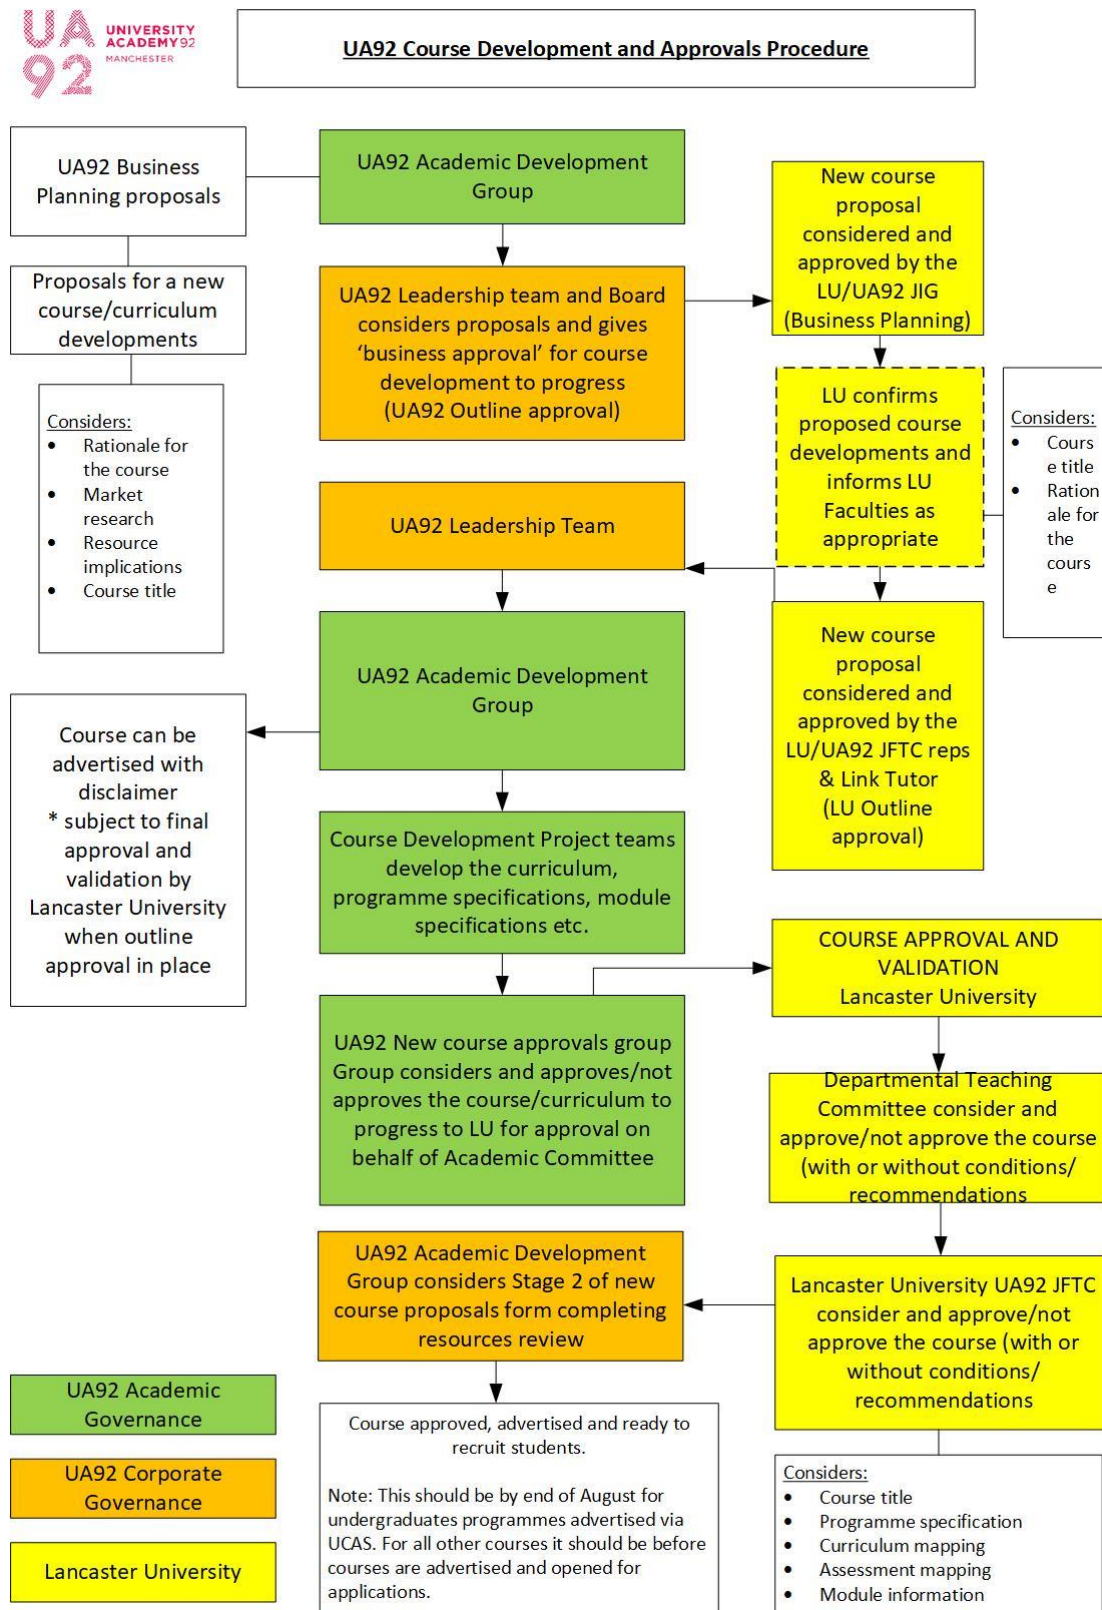 UA
92
UNIVERSITY
ACADEMY92
MANCHESTER
UA92 Course Development and Approvals Procedure
UA92 Business
Planning proposals
UA92 Academic Development
Group
New course
proposal
considered and
approved by the
LU/UA92 JIG
(Business Planning)
Proposals for a new
course/curriculum
developments
UA92 Leadership team and Board
considers proposals and gives
‘business approval’ for course
development to progress
(UA92 Outline approval)
LU confirms
proposed course
developments and
informs LU
Faculties as
appropriate
Considers:
• Cours
e title
• Ration
ale for
the
cours
e
Considers:
• Rationale for
the course
• Market
research
• Resource
implications
• Course title
UA92 Leadership Team
New course
proposal
considered and
approved by the
LU/UA92 JFTC reps
& Link Tutor
(LU Outline
approval)
UA92 Academic Development
Group
Course can be
advertised with
disclaimer
* subject to final
approval and
validation by
Lancaster University
when outline
approval in place
Course Development Project teams
develop the curriculum,
programme specifications, module
specifications etc.
COURSE APPROVAL AND
VALIDATION
Lancaster University
UA92 New course approvals group
Group considers and approves/not
approves the course/curriculum to
progress to LU for approval on
behalf of Academic Committee
Departmental Teaching
Committee consider and
approve/not approve the course
(with or without conditions/
recommendations
UA92 Academic Development
Group considers Stage 2 of new
course proposals form completing
resources review
Lancaster University UA92 JFTC
consider and approve/not
approve the course (with or
without conditions/
recommendations
UA92 Academic
Governance
UA92 Corporate
Governance
Lancaster University
Course approved, advertised and ready to
recruit students.
Note: This should be by end of August for
undergraduates programmes advertised via
UCAS. For all other courses it should be before
courses are advertised and opened for
applications.
Considers:
• Course title
• Programme specification
• Curriculum mapping
• Assessment mapping
• Module information